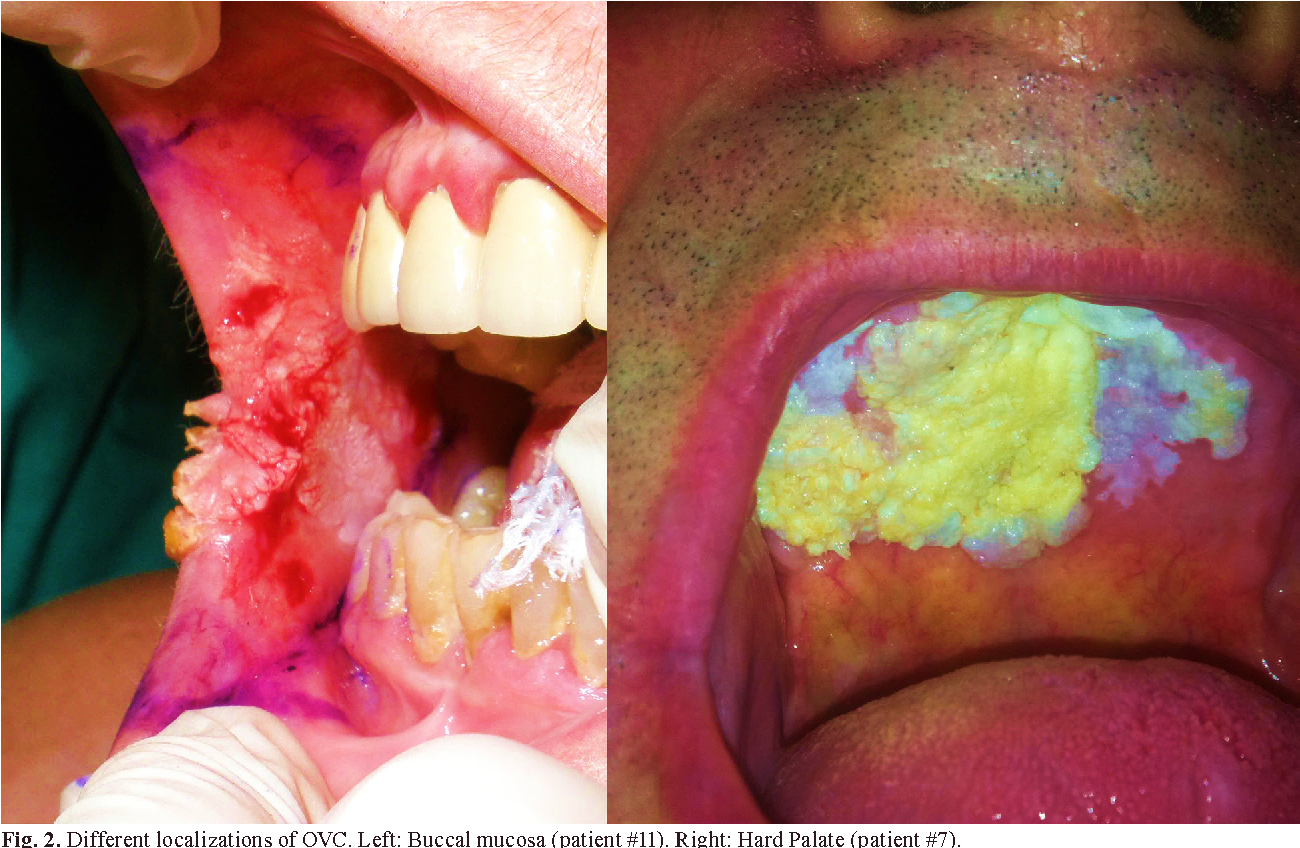 Fig. 2. Different localizations of OVC. Left: Buccal mucosa (patient #11). Right: Hard Palate (patient #7).